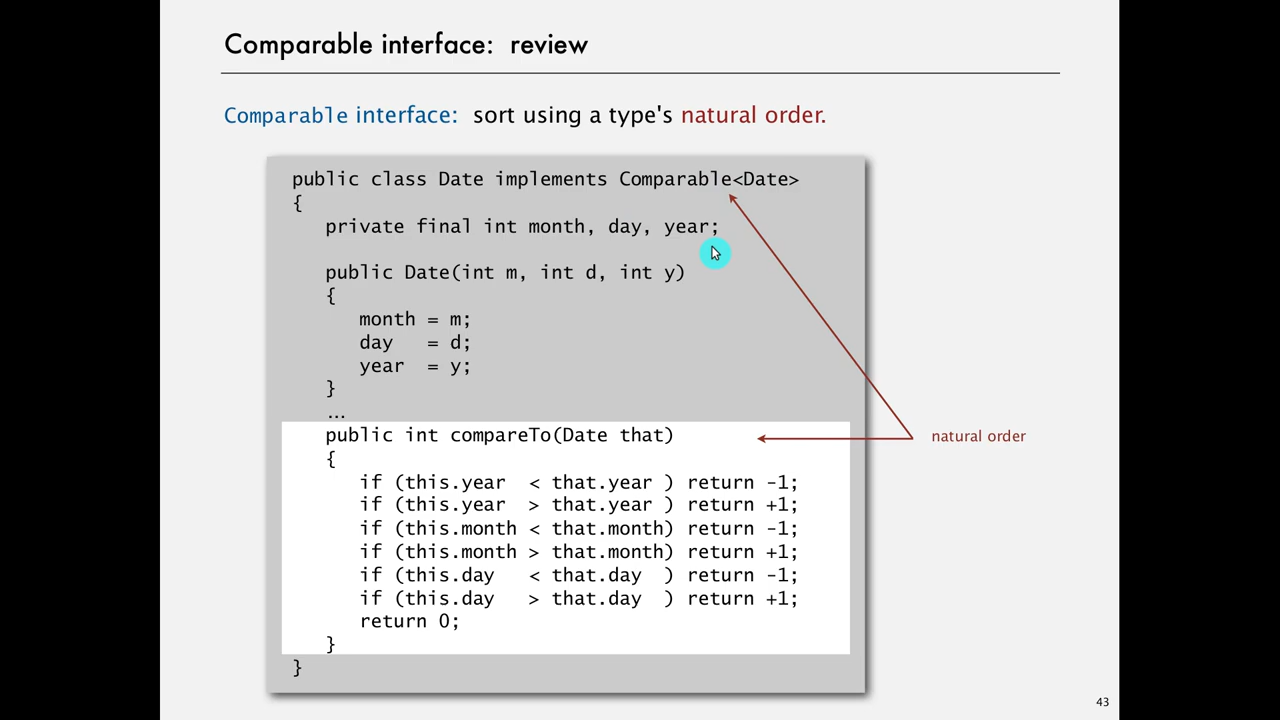 Comparable interface: review
Comparable interface: sort using a type's natural order.
public class Date implements Comparable<Date>
{
   private final int month, day, year;
   public Date(int m, int d, int y)
   {
      month = m;
      day   = d;
      year  = y;
   }
   ...
   public int compareTo(Date that)
natural order
   {
      if (this.year  < that.year ) return -1;
      if (this.year  > that.year ) return +1;
      if (this.month < that.month) return -1;
      if (this.month > that.month) return +1;
      if (this.day   < that.day  ) return -1;
      if (this.day   > that.day  ) return +1;
      return 0;
   }
}
43